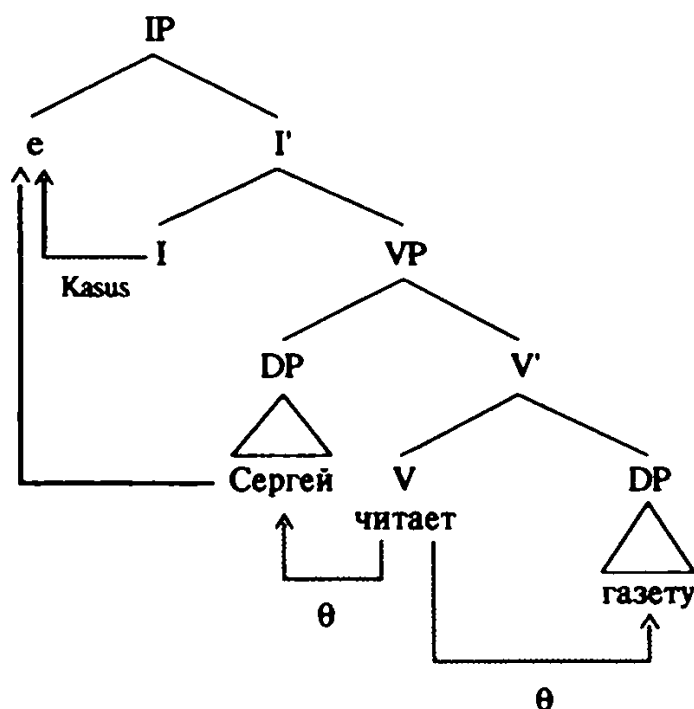 IP
e I'
I VP
Kasus
DP V'
Сергей V DP
читает
газету
θ
θ